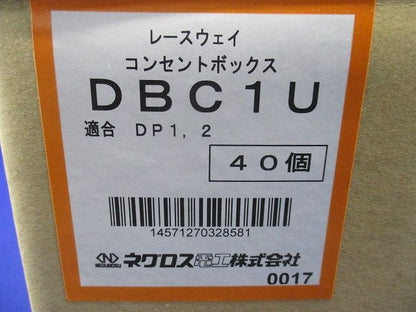 レースウェイ
コンセントボックス
DBC1U
適合 DP1, 2
40個
14571270328581
ネグロス電工株式会社
0017